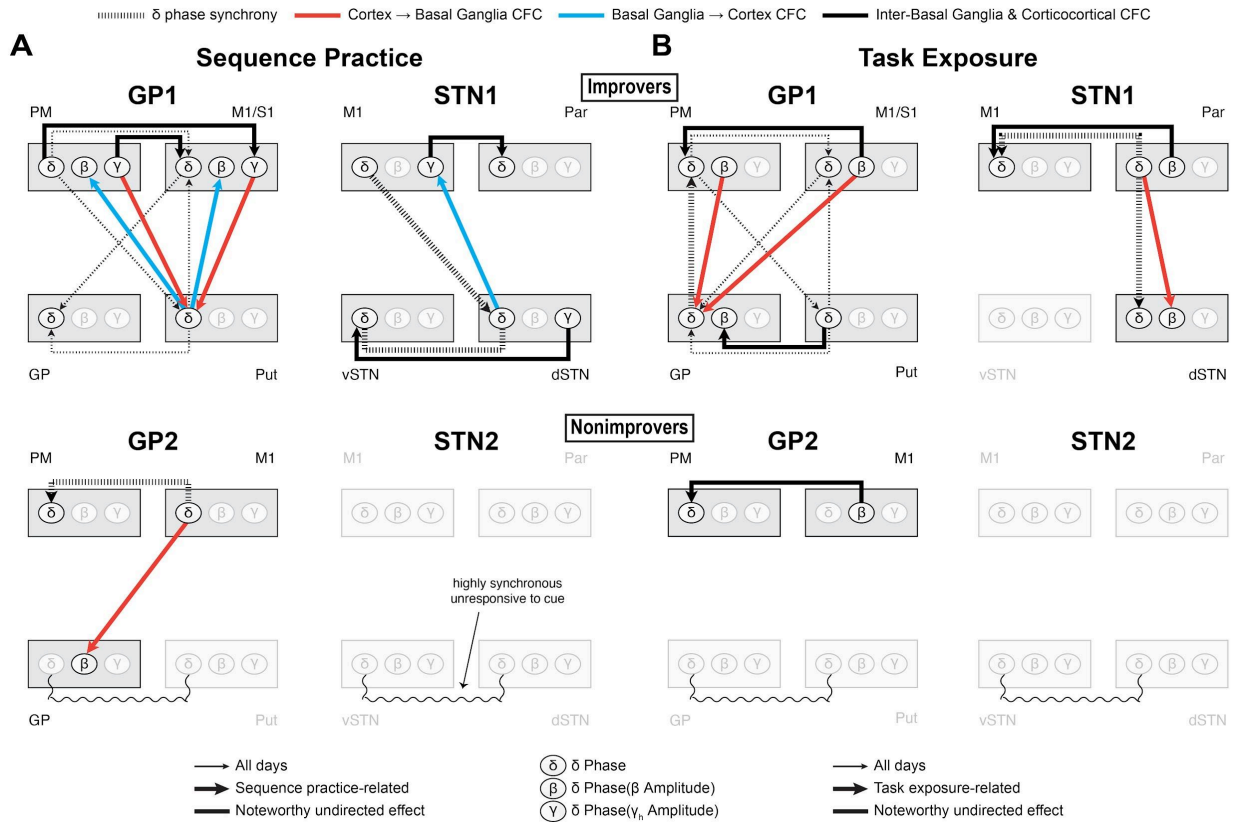 δ phase synchrony Cortex → Basal Ganglia CFC Basal Ganglia → Cortex CFC Inter-Basal Ganglia & Corticocortical CFC
A Sequence Practice
B Task Exposure
Improvers
GP1 STN1 GP1 STN1
PM M1/S1 M1 Par PM M1/S1 M1 Par
δ β γ δ β γ δ β γ δ β γ δ β γ δ β γ δ β γ δ β γ
δ β γ δ β γ δ β γ δ β γ δ β γ δ β γ δ β γ δ β γ
GP Put vSTN dSTN GP Put vSTN dSTN
Nonimprovers
GP2 STN2 GP2 STN2
PM M1 M1 Par PM M1 M1 Par
δ β γ δ β γ δ β γ δ β γ δ β γ δ β γ δ β γ δ β γ
highly synchronous
unresponsive to cue
δ β γ δ β γ δ β γ δ β γ δ β γ δ β γ δ β γ δ β γ
GP Put vSTN dSTN GP Put vSTN dSTN
All days δ δ Phase All days
Sequence practice-related β δ Phase(β Amplitude) Task exposure-related
Noteworthy undirected effect γ δ Phase(γh Amplitude) Noteworthy undirected effect